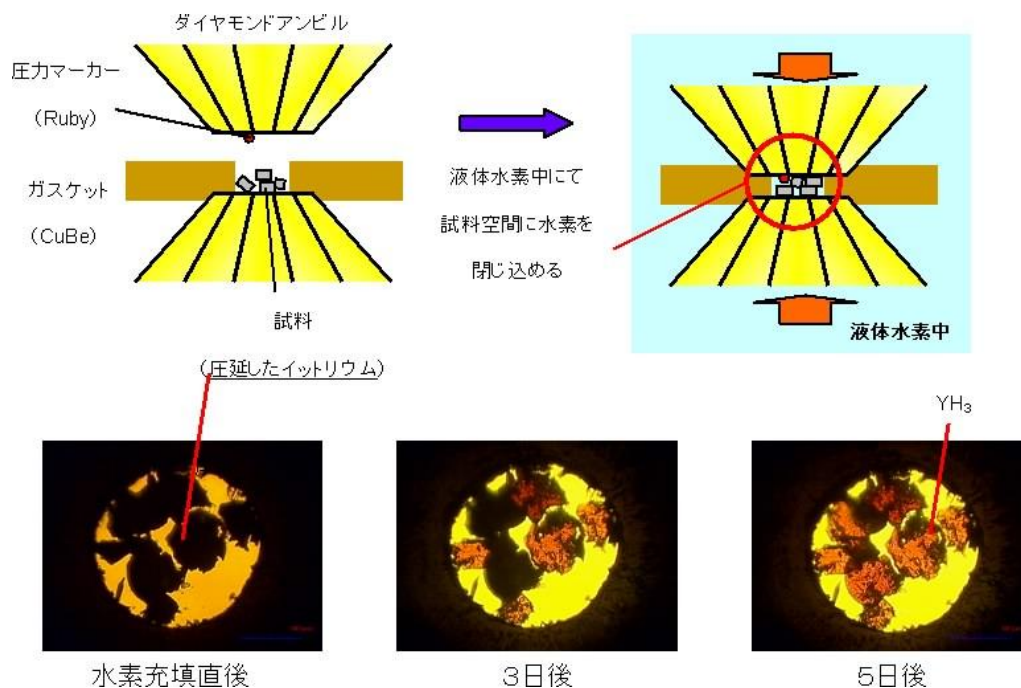 ダイヤモンドアンビル
圧力マーカー
(Ruby)
ガスケット
(CuBe)
試料
(圧延したイットリウム)
液体水素中にて
試料空間に水素を
閉じ込める
液体水素中
YH₃
水素充填直後
3日後
5日後